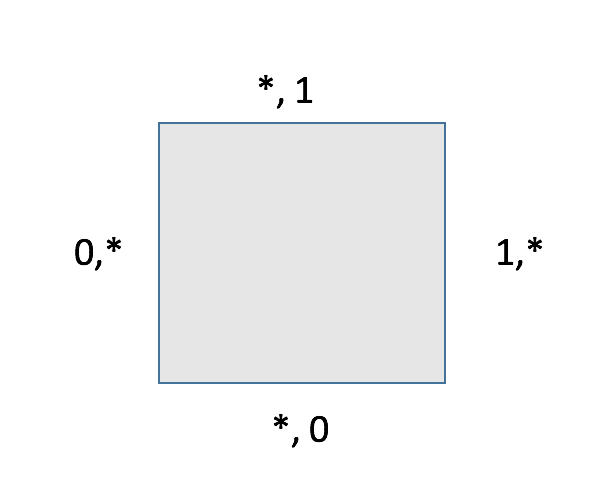 *, 1
0,*
1,*
*, 0